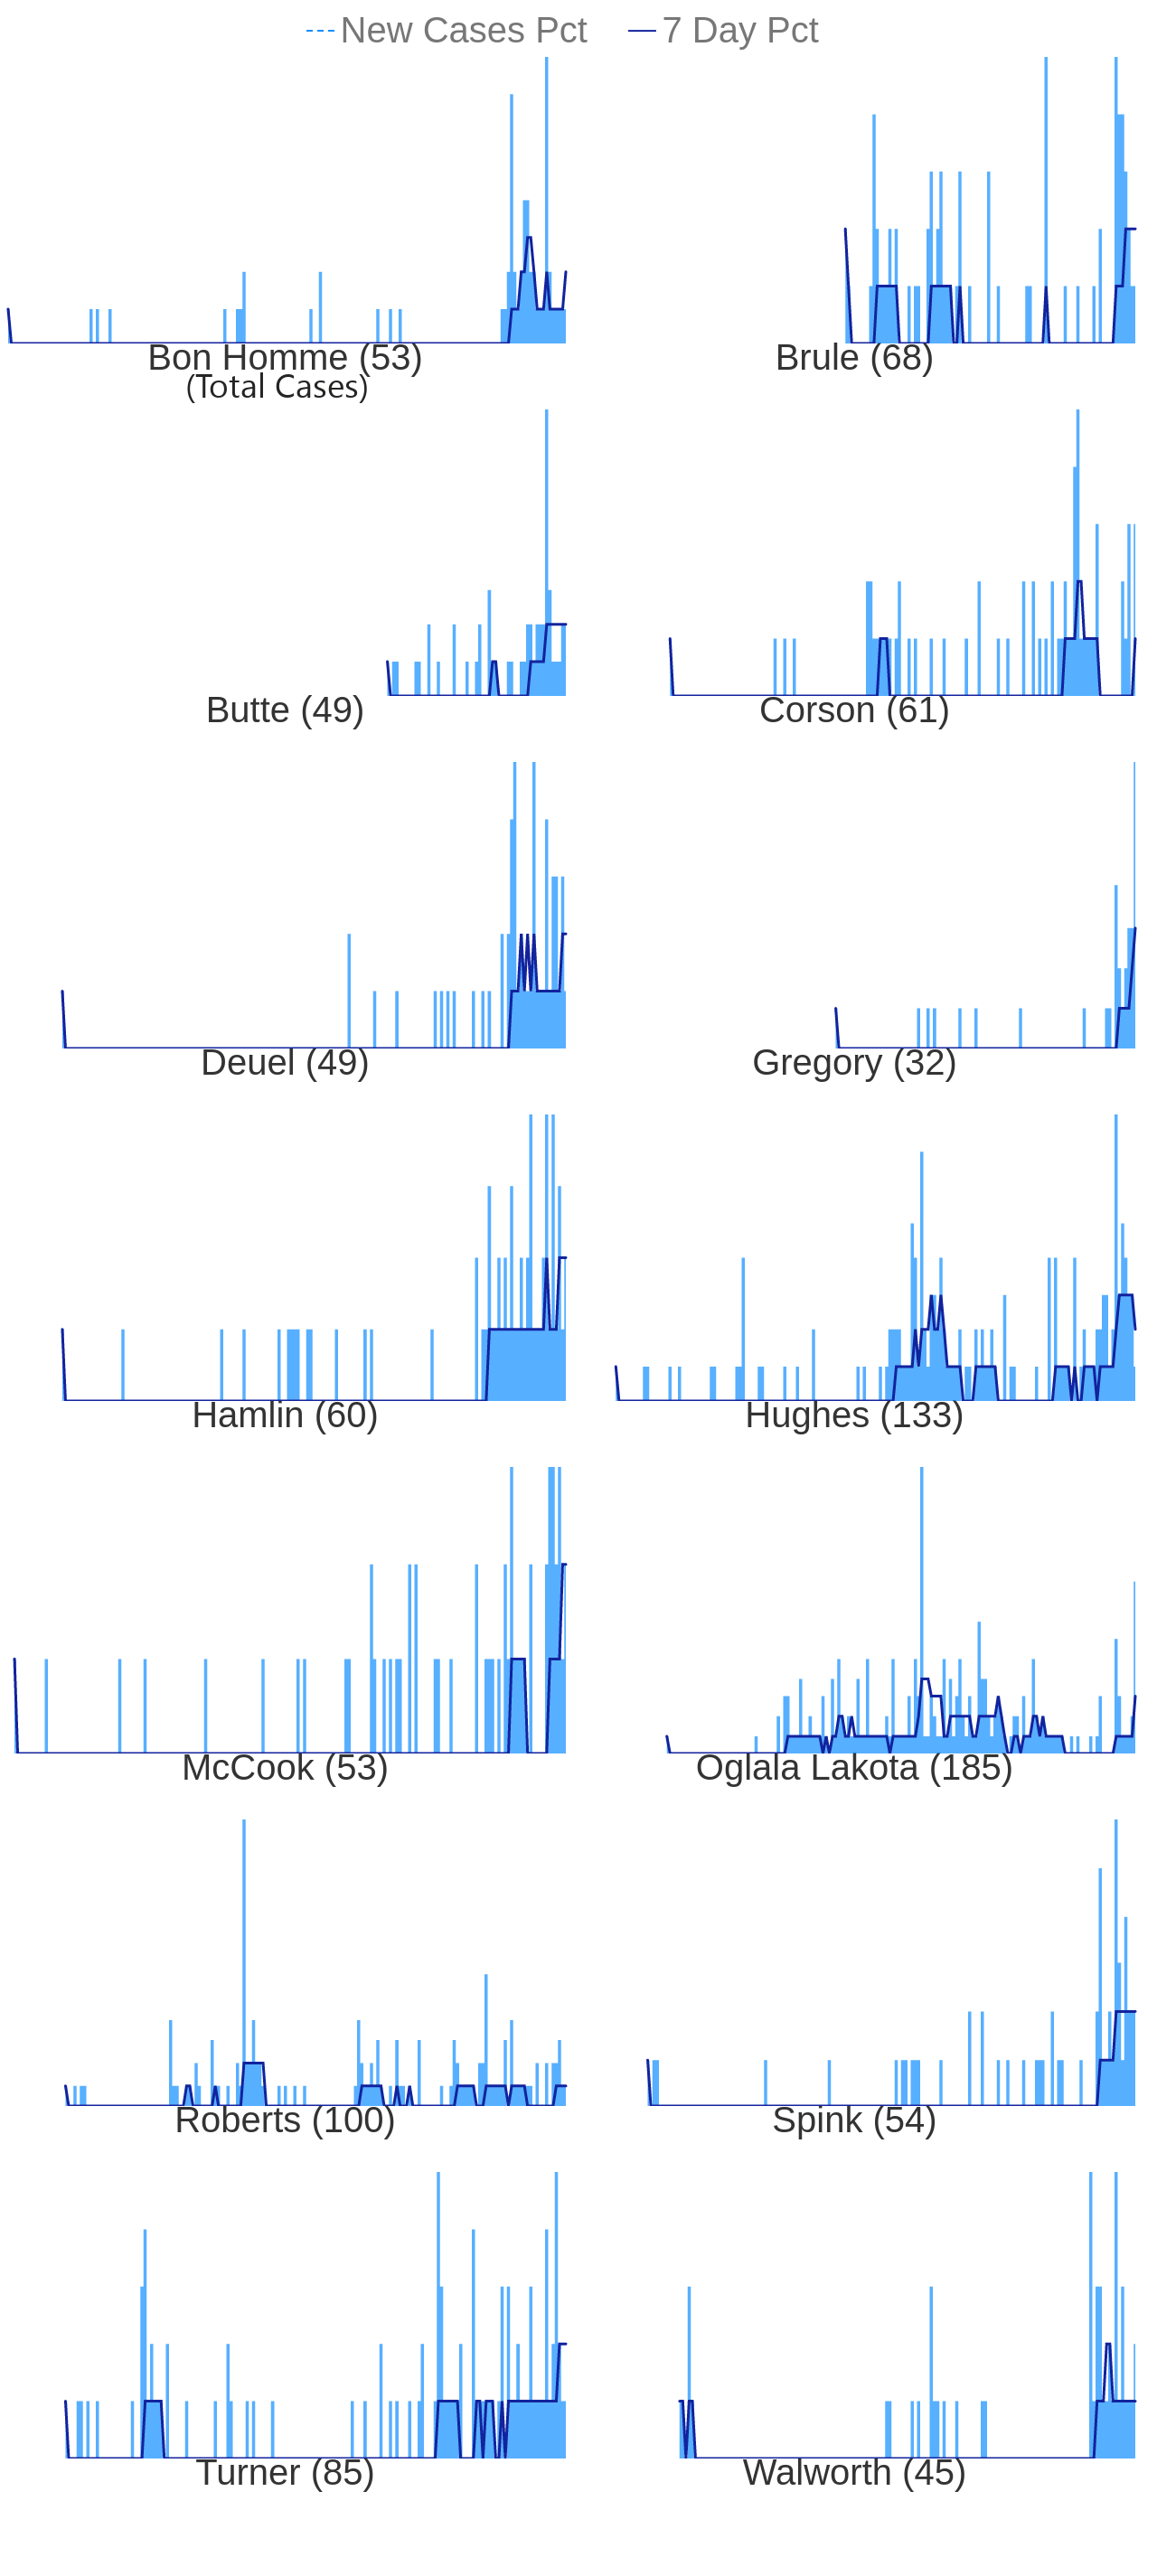 New Cases Pct 7 Day Pct
Bon Homme (53) Brule (68)
(Total Cases)
Butte (49) Corson (61)
Deuel (49) Gregory (32)
Hamlin (60) Hughes (133)
McCook (53) Oglala Lakota (185)
Roberts (100) Spink (54)
Turner (85) Walworth (45)